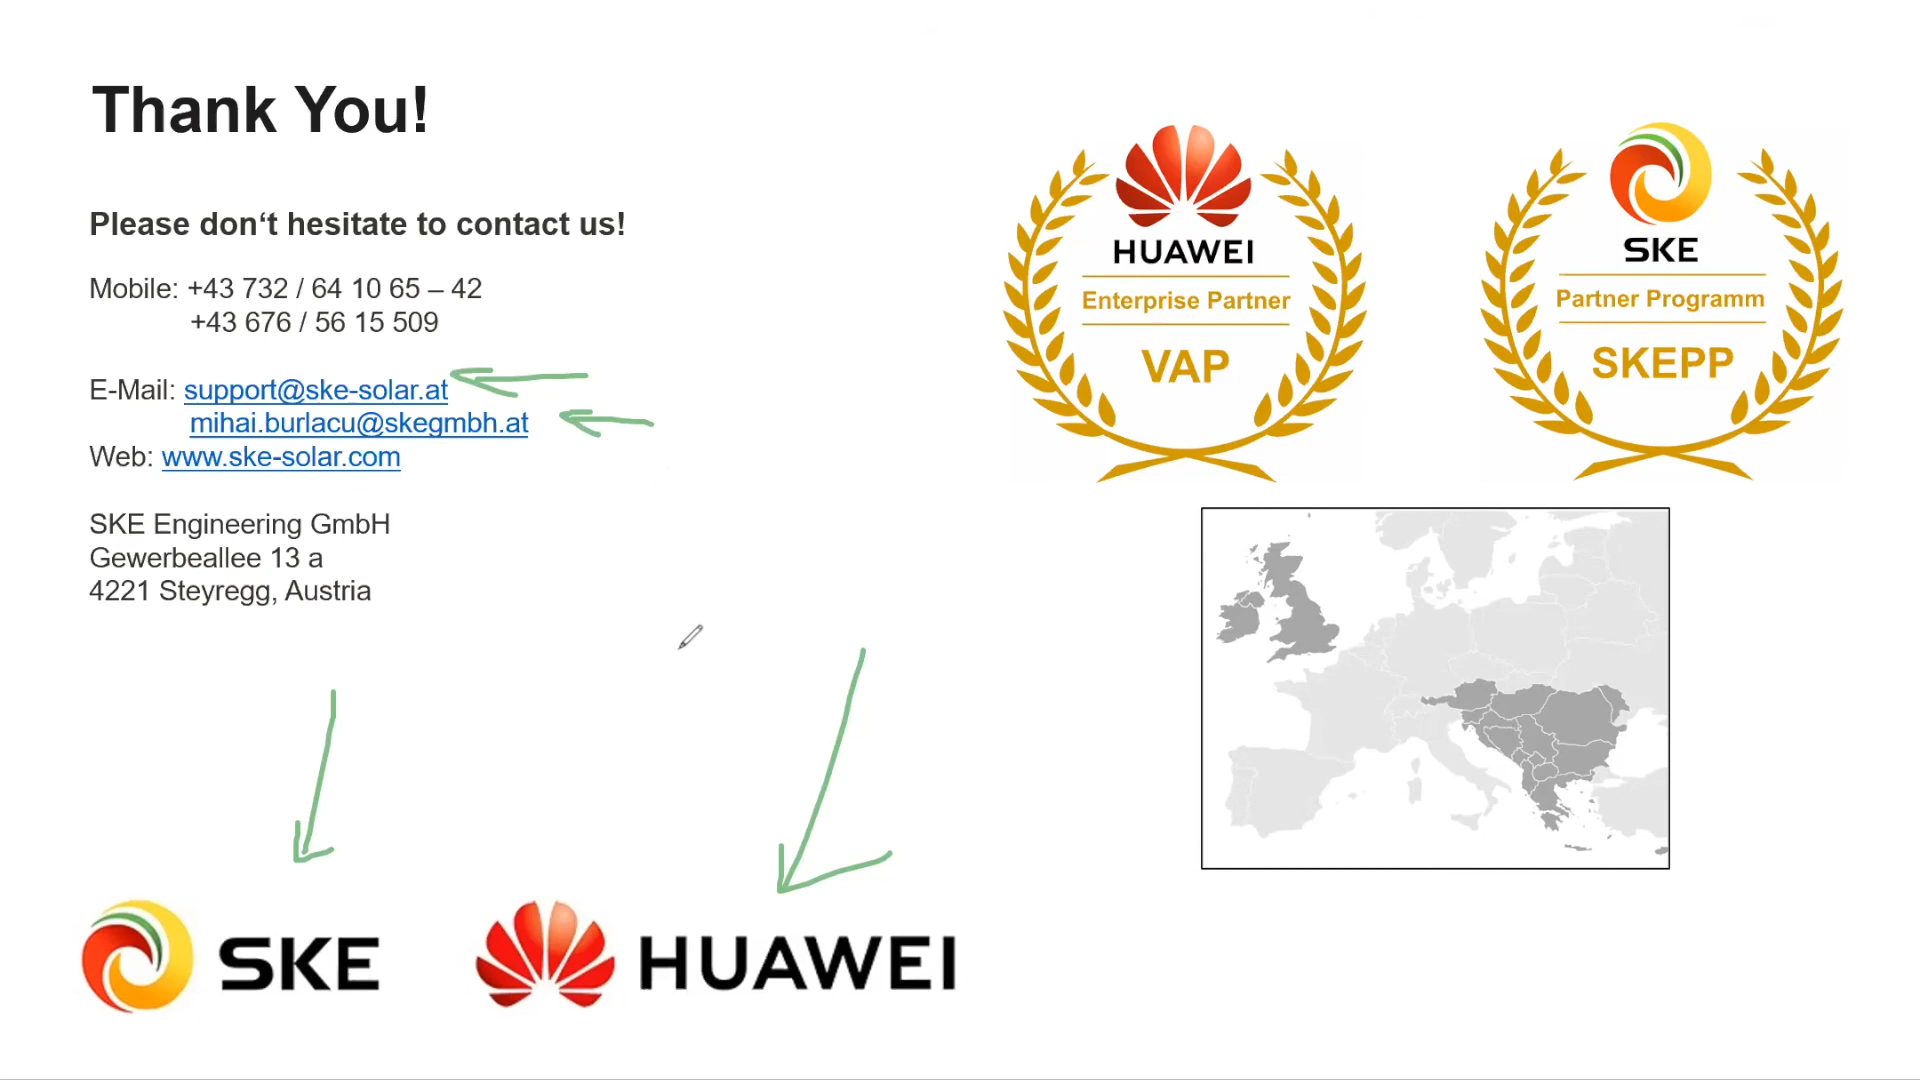 Thank You!
Please don‘t hesitate to contact us!
Mobile: +43 732 / 64 10 65 – 42
+43 676 / 56 15 509
E-Mail: support@ske-solar.at
mihai.burlacu@skegmbh.at
Web: www.ske-solar.com
SKE Engineering GmbH
Gewerbeallee 13 a
4221 Steyregg, Austria
SKE
HUAWEI
HUAWEI
Enterprise Partner
VAP
SKE
Partner Programm
SKEPP